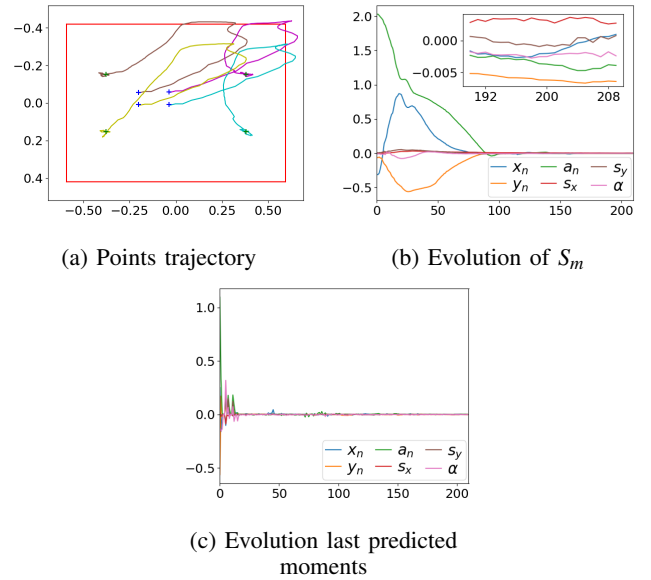 −0.4
−0.2
0.0
0.2
0.4
−0.50 −0.25 0.00 0.25 0.50
(a) Points trajectory
2.0
1.5
1.0
0.5
0.0
−0.5
0 50 100 150 200
0.000
−0.005
192 200 208
x_n a_n s_y
y_n s_x α
(b) Evolution of S_m
1.0
0.5
0.0
−0.5
0 50 100 150 200
x_n a_n s_y
y_n s_x α
(c) Evolution last predicted
moments